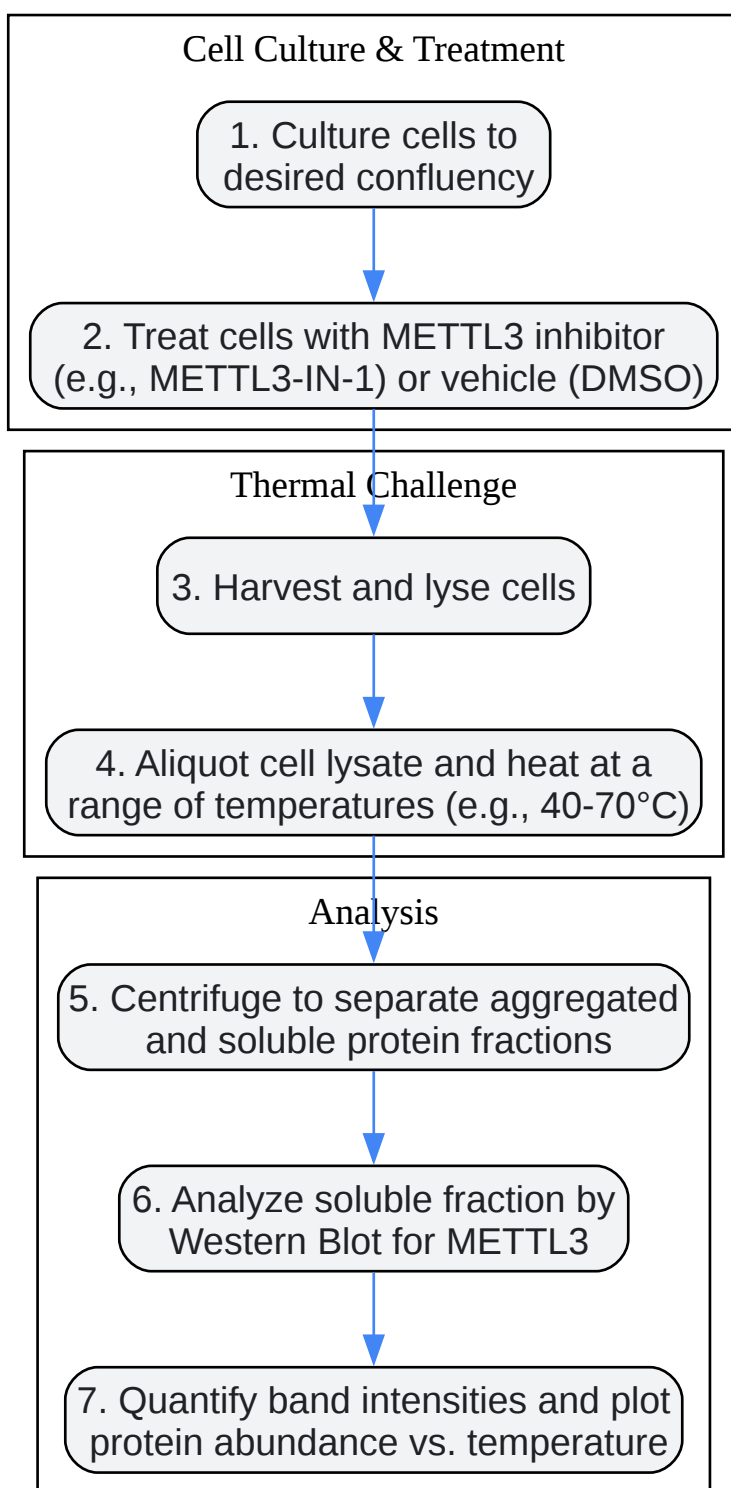 Cell Culture & Treatment
1. Culture cells to
desired confluency
2. Treat cells with METTL3 inhibitor
(e.g., METTL3-IN-1) or vehicle (DMSO)
Thermal Challenge
3. Harvest and lyse cells
4. Aliquot cell lysate and heat at a
range of temperatures (e.g., 40-70°C)
Analysis
5. Centrifuge to separate aggregated
and soluble protein fractions
6. Analyze soluble fraction by
Western Blot for METTL3
7. Quantify band intensities and plot
protein abundance vs. temperature